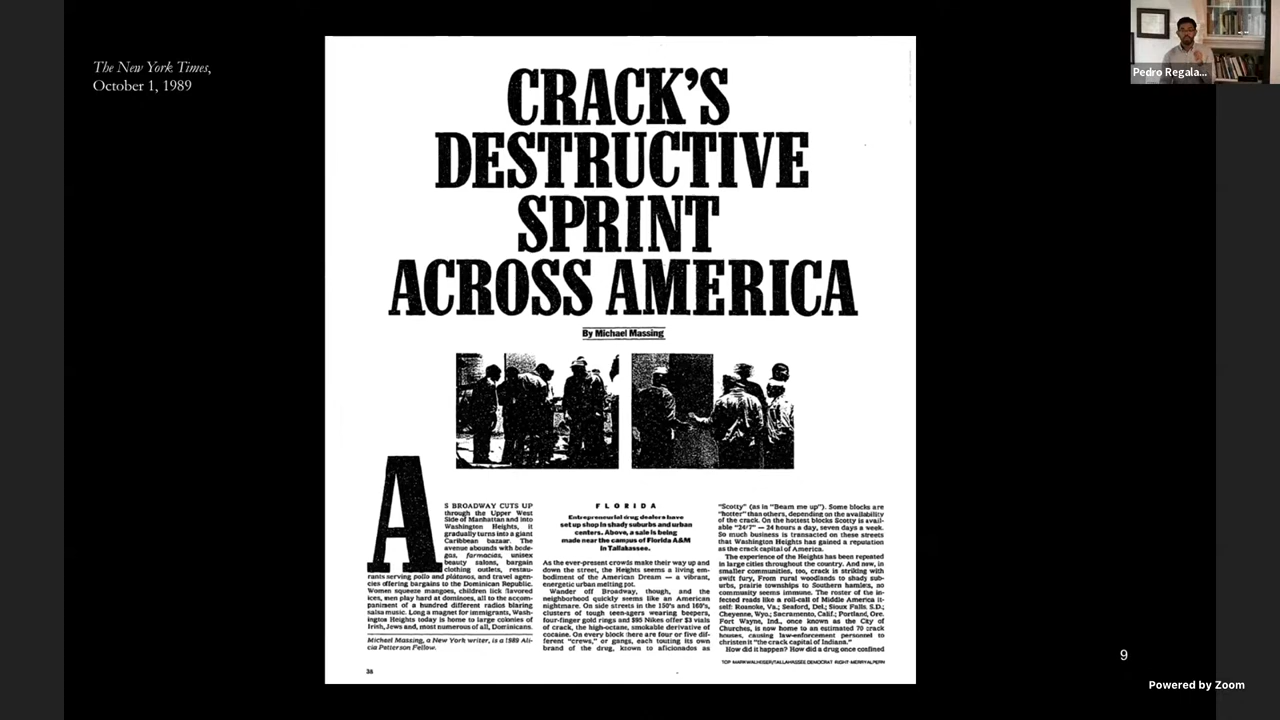 The New York Times,
October 1, 1989
Pedro Regala...
CRACK'S
DESTRUCTIVE
SPRINT
ACROSS AMERICA
By Michael Massing
AS BROADWAY CUTS UP
through the Upper West
Side of Manhattan and into
Washington Heights, it
gradually turns into a giant
Caribbean bazaar. The
avenue abounds with bode-
gas, farmacias, unisex
beauty salons, bargain
clothing outlets, restau-
rants serving pollo and plátanos, and travel agen-
cies offering bargains to the Dominican Republic.
Women squeeze mangoes, children lick flavored
ices, men play hard at dominoes, all to the accom-
paniment of a hundred different radios blaring
salsa music. Long a magnet for immigrants, Wash-
ington Heights today is home to large colonies of
Irish, Jews and, most numerous of all, Dominicans.
Michael Massing, a New York writer, is a 1989 Ali-
cia Patterson Fellow.
38
FLORIDA
Entrepreneurial drug dealers have
set up shop in shady suburbs and urban
centers. Above, a sale is being
made near the campus of Florida A&M
in Tallahassee.
As the ever-present crowds make their way up and
down the street, the Heights seems a living em-
bodiment of the American Dream — a vibrant,
energetic urban melting pot.
Wander off Broadway, though, and the
neighborhood quickly seems like an American
nightmare. On side streets in the 150's and 160's,
clusters of tough teen-agers wearing beepers,
four-finger gold rings and $95 Nikes offer $3 vials
of crack, the high-octane, smokable derivative of
cocaine. On every block there are four or five dif-
ferent "crews," or gangs, each touting its own
brand of the drug, known to aficionados as
"Scotty" (as in "Beam me up"). Some blocks are
"hotter" than others, depending on the availability
of the crack. On the hottest blocks Scotty is avail-
able "24/7" — 24 hours a day, seven days a week.
So much business is transacted on these streets
that Washington Heights has gained a reputation
as the crack capital of America.
The experience of the Heights has been repeated
in large cities throughout the country. And now, in
smaller communities, too, crack is striking with
swift fury. From rural woodlands to shady sub-
urbs, prairie townships to Southern hamlets, no
community seems immune. The roster of the in-
fected reads like a roll-call of Middle America it-
self: Roanoke, Va.; Seaford, Del.; Sioux Falls, S.D.;
Cheyenne, Wyo.; Sacramento, Calif.; Portland, Ore.
Fort Wayne, Ind., once known as the City of
Churches, is now home to an estimated 70 crack
houses, causing law-enforcement personnel to
christen it "the crack capital of Indiana."
How did it happen? How did a drug once confined
TOP MARK WALHEISER/TALLAHASSEE DEMOCRAT RIGHT MERRY ALPERN
9
Powered by Zoom